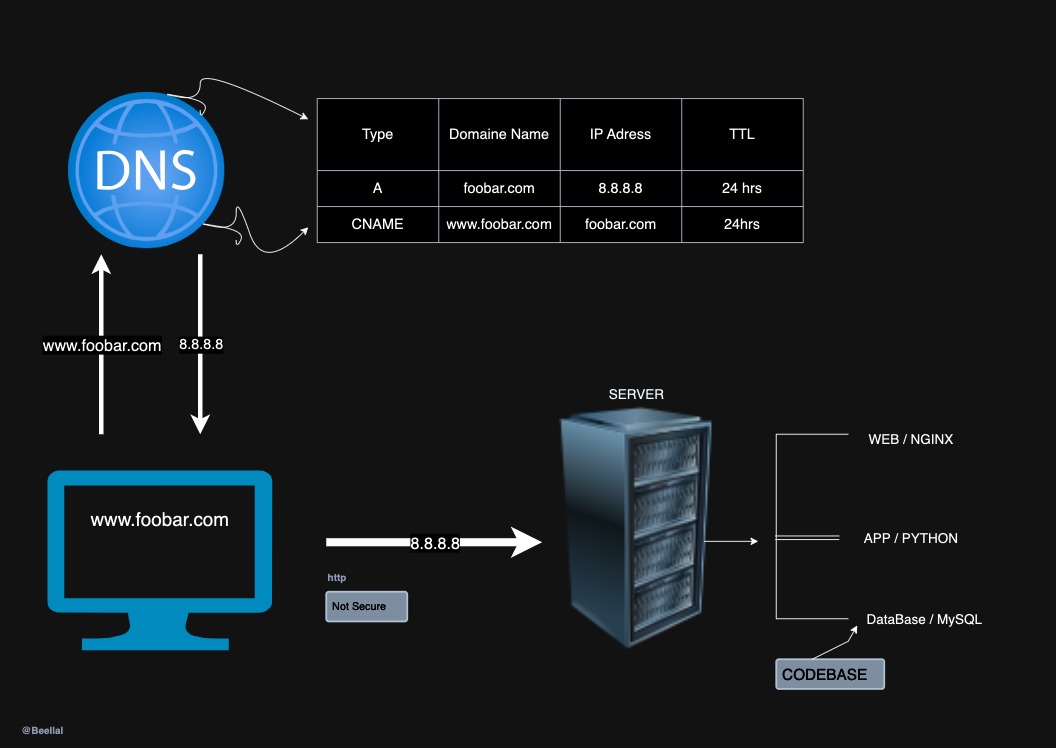 DNS
Type Domaine Name IP Adress TTL
A foobar.com 8.8.8.8 24 hrs
CNAME www.foobar.com foobar.com 24hrs
www.foobar.com 8.8.8.8
www.foobar.com
8.8.8.8
http
Not Secure
SERVER
WEB / NGINX
APP / PYTHON
DataBase / MySQL
CODEBASE
@Beellal